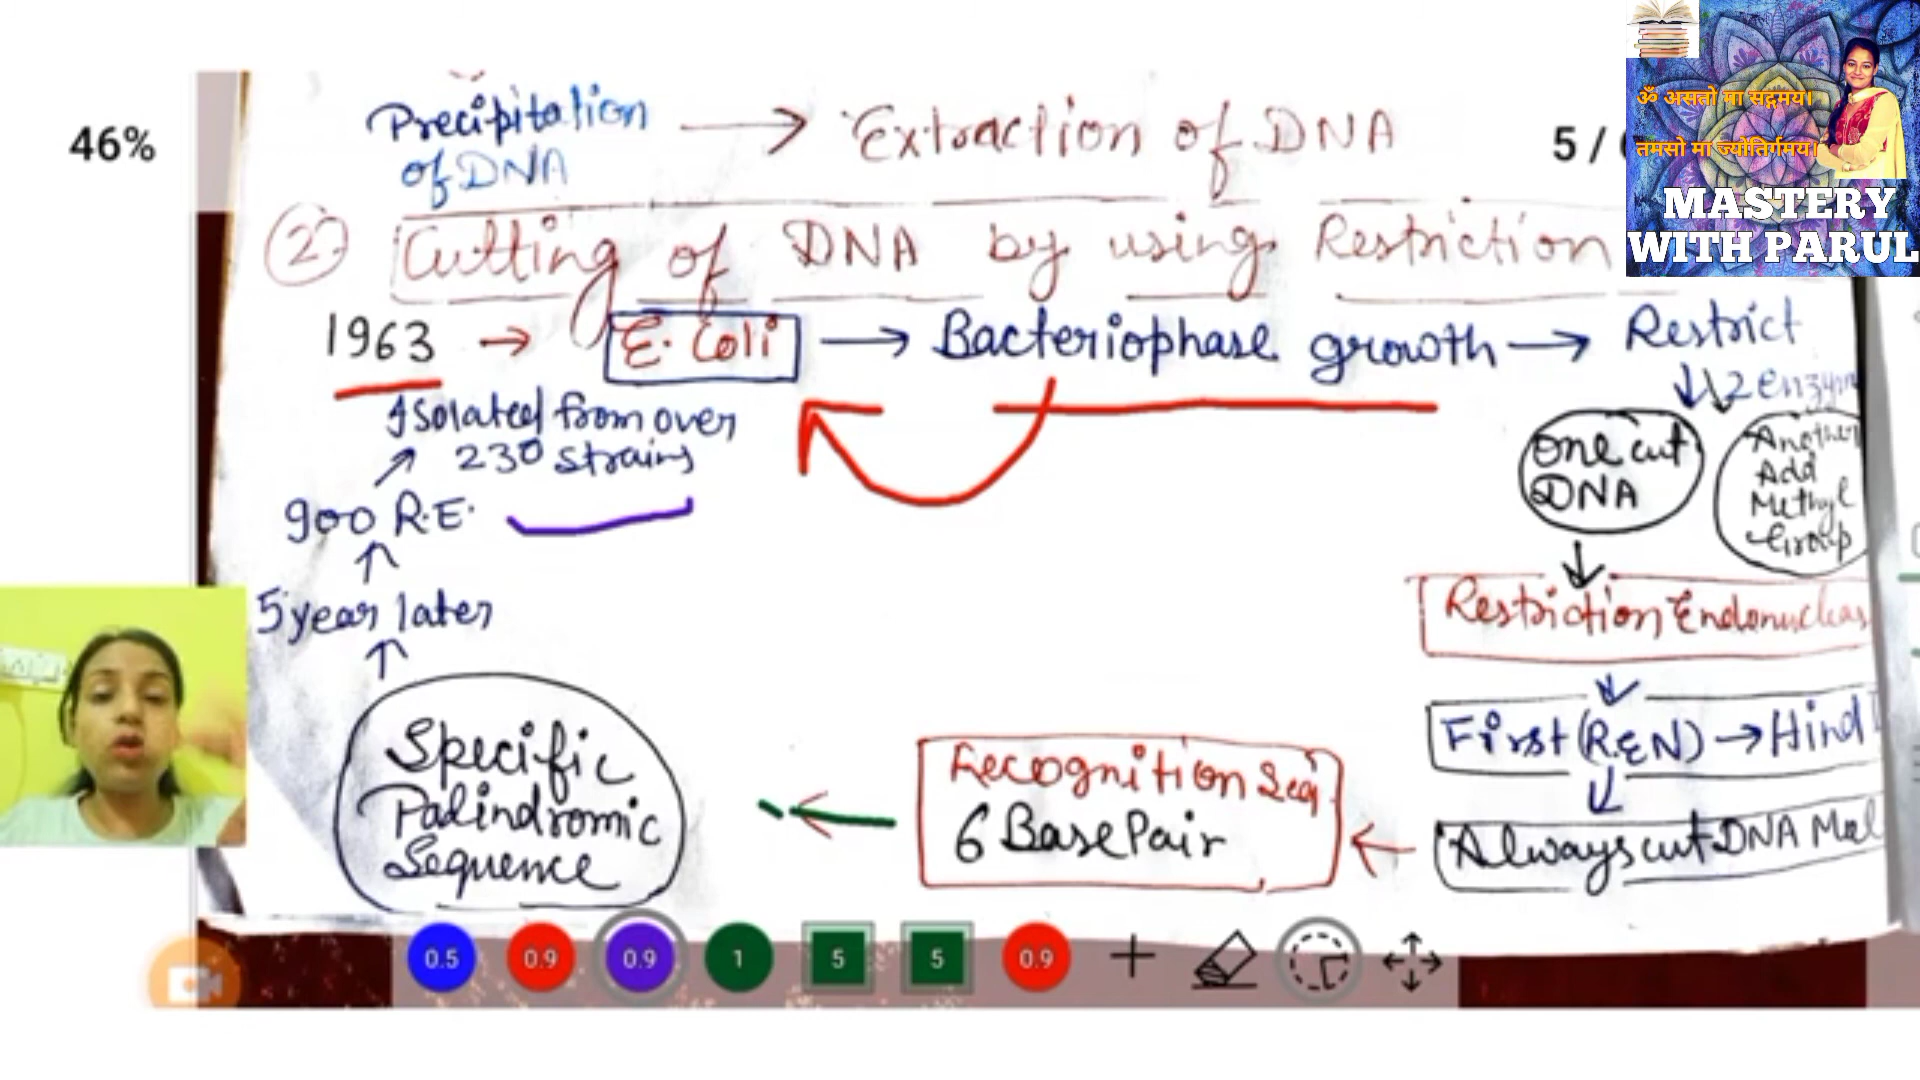 46%
5 /
Precipitation
of DNA
→ Extraction of DNA
② Cutting of DNA by using Restriction
1963 → E. Coli → Bacteriophase growth → Restrict
2 enzym
Isolated from over
230 strains
900 R.E.
5 year later
One cut
DNA
Another
Add
Methyl
Group
Restriction Endonucleas
First (R.E.N) → Hind
Always cut DNA Mol
Recognition Seq
6 Base Pair
Specific
Palindromic
Sequence
ॐ असतो मा सद्गमय।
तमसो मा ज्योतिर्गमय।
MASTERY
WITH PARUL
0.5 0.9 0.9 1 5 5 0.9